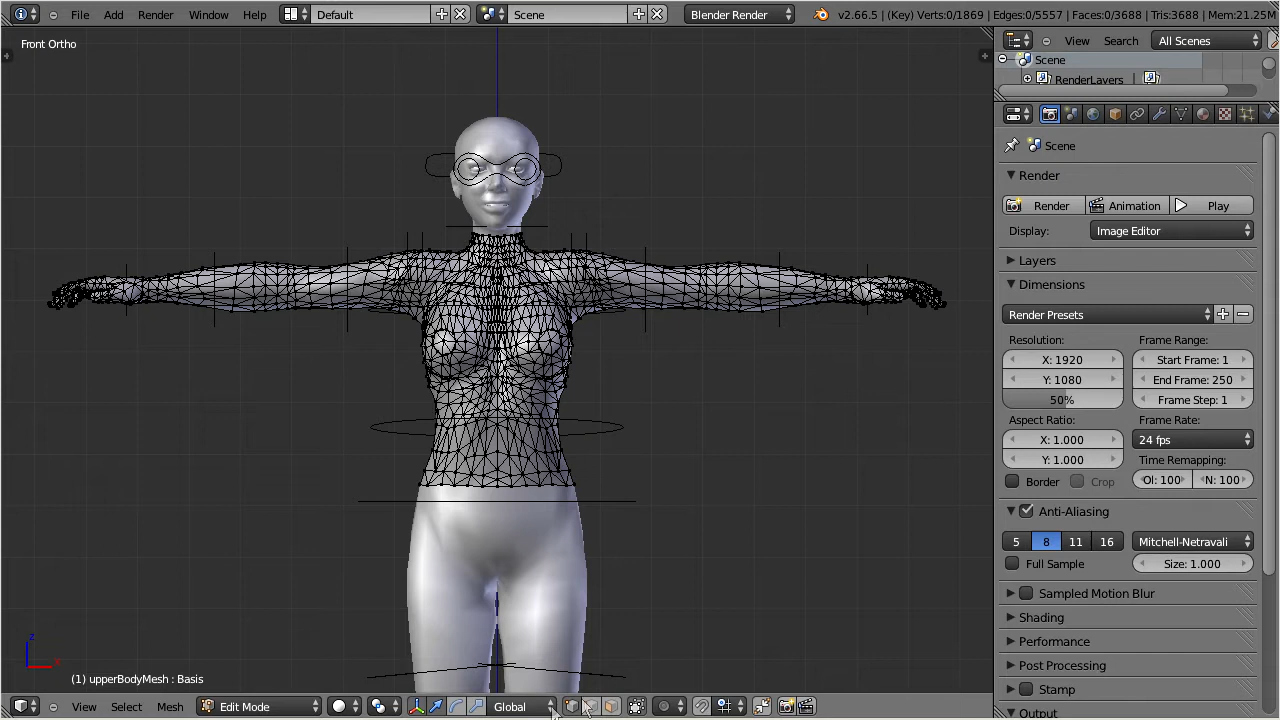 File Add Render Window Help Default Scene Blender Render v2.66.5 | (Key) Verts:0/1869 | Edges:0/5557 | Faces:0/3688 | Tris:3688 | Mem:21.25M
Front Ortho
View Search All Scenes
Scene
RenderLayers |
Scene
Render
Render Animation Play
Display: Image Editor
Layers
Dimensions
Render Presets
Resolution: Frame Range:
X: 1920 Start Frame: 1
Y: 1080 End Frame: 250
50% Frame Step: 1
Aspect Ratio: Frame Rate:
X: 1.000 24 fps
Y: 1.000 Time Remapping:
Border Crop Ol: 100 N: 100
Anti-Aliasing
5 8 11 16 Mitchell-Netravali
Full Sample Size: 1.000
Sampled Motion Blur
Shading
Performance
Post Processing
Stamp
Output
z
x
(1) upperBodyMesh : Basis
View Select Mesh Edit Mode Global